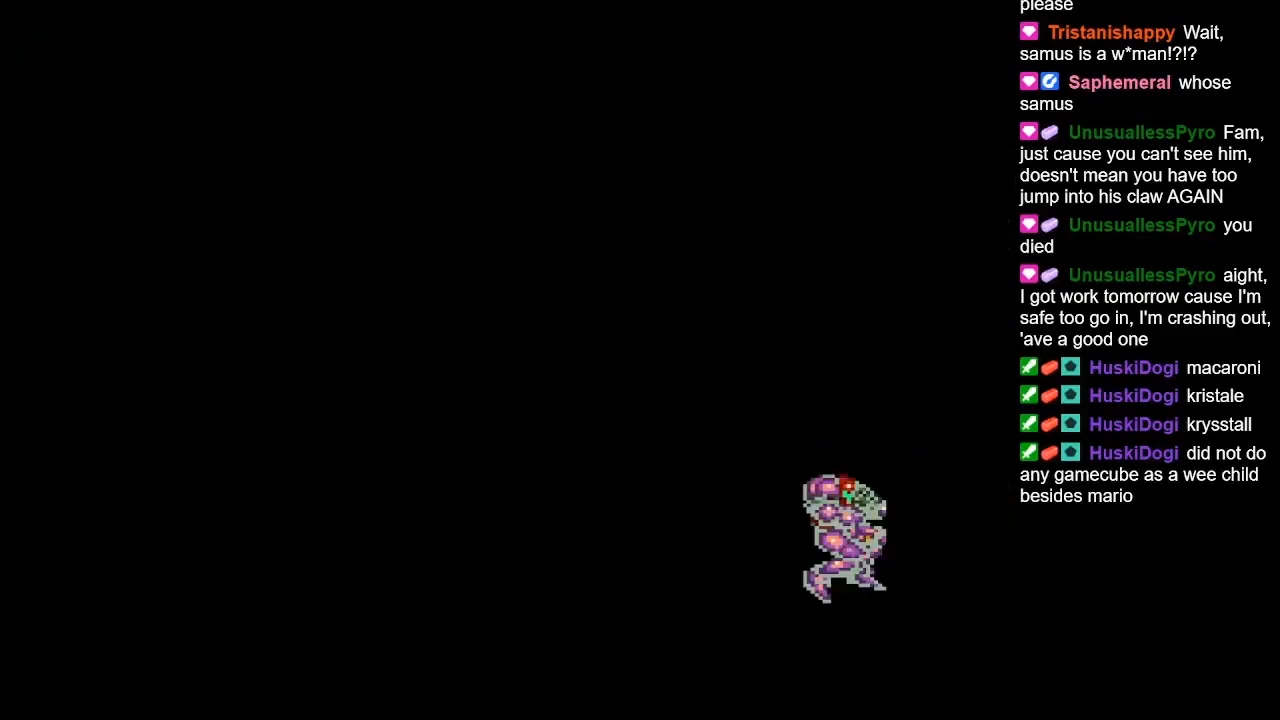 please
Tristanishappy Wait,
samus is a w*man!?!?
Saphemeral whose
samus
UnusuallessPyro Fam,
just cause you can't see him,
doesn't mean you have too
jump into his claw AGAIN
UnusuallessPyro you
died
UnusuallessPyro aight,
I got work tomorrow cause I'm
safe too go in, I'm crashing out,
'ave a good one
HuskiDogi macaroni
HuskiDogi kristale
HuskiDogi krysstall
HuskiDogi did not do
any gamecube as a wee child
besides mario